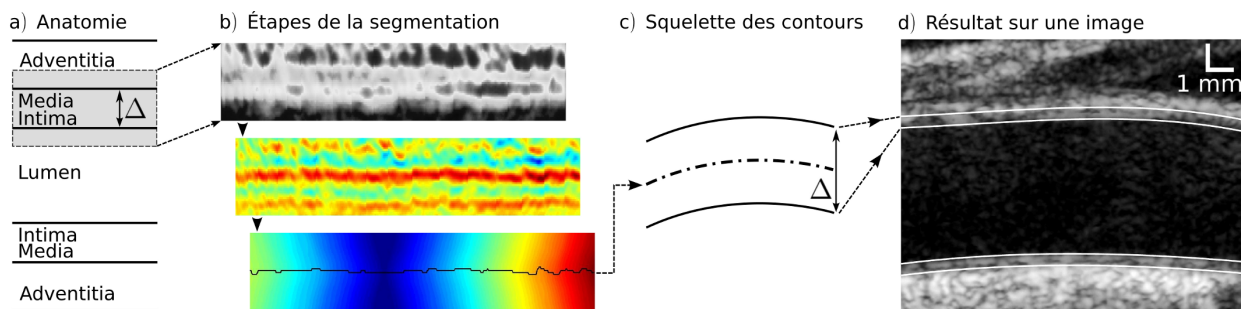 a) Anatomie
b) Étapes de la segmentation
c) Squelette des contours
d) Résultat sur une image
Adventitia
Media
Intima
Δ
Lumen
Intima
Media
Adventitia
Δ
1 mm